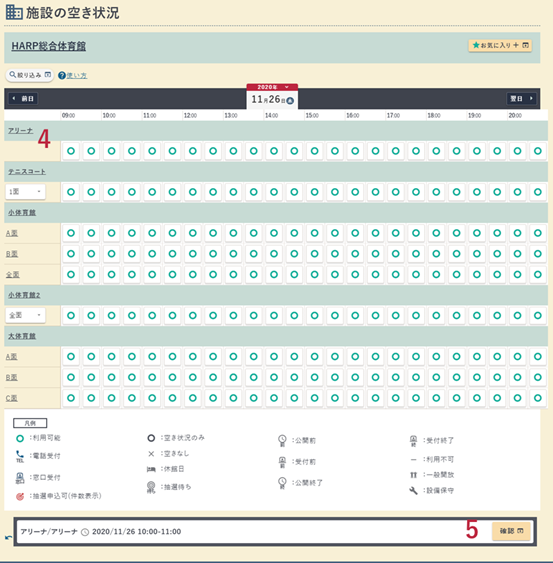 施設の空き状況
HARP総合体育館
お気に入り＋
絞り込み
使い方
2020年
前日
11月26日木
翌日
09:00 10:00 11:00 12:00 13:00 14:00 15:00 16:00 17:00 18:00 19:00 20:00
アリーナ
4
テニスコート
1面
小体育館
A面
B面
全面
小体育館2
全面
大体育館
A面
B面
C面
凡例
：利用可能
：空き状況のみ
：公開前
：受付終了
：電話受付
：空きなし
：受付前
：利用不可
：窓口受付
：休館日
：公開終了
：一般開放
：抽選申込可(件数表示)
：抽選待ち
：設備保守
アリーナ/アリーナ 2020/11/26 10:00-11:00
5
確認